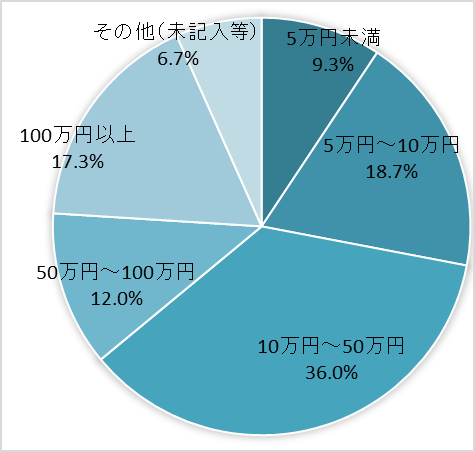 5万円未満
9.3%
5万円～10万円
18.7%
10万円～50万円
36.0%
50万円～100万円
12.0%
100万円以上
17.3%
その他(未記入等)
6.7%